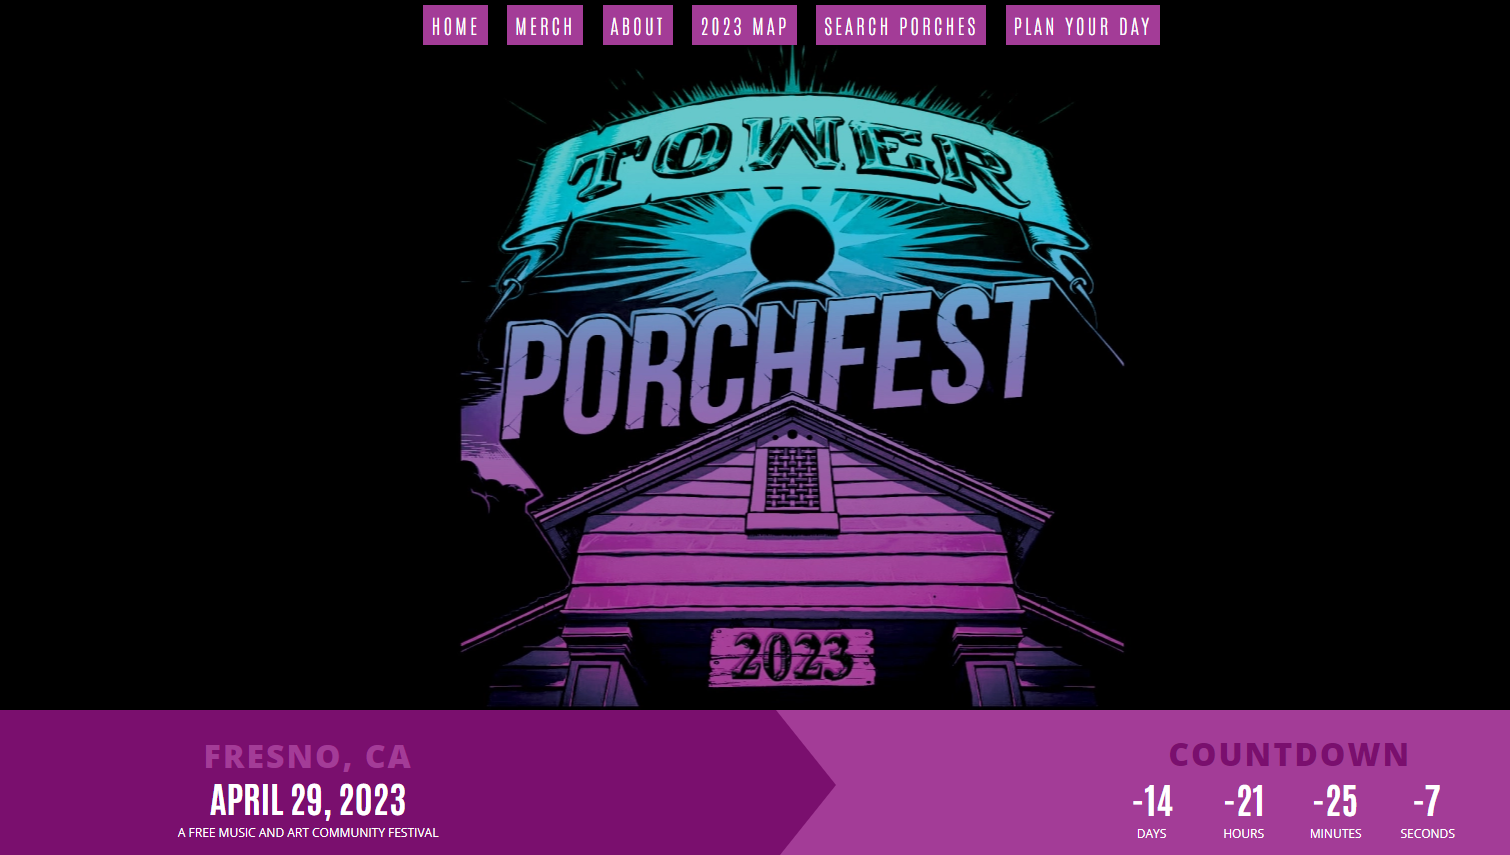 HOME MERCH ABOUT 2023 MAP SEARCH PORCHES PLAN YOUR DAY
TOWER
PORCHFEST
2023
FRESNO, CA
APRIL 29, 2023
A FREE MUSIC AND ART COMMUNITY FESTIVAL
COUNTDOWN
-14 -21 -25 -7
DAYS HOURS MINUTES SECONDS